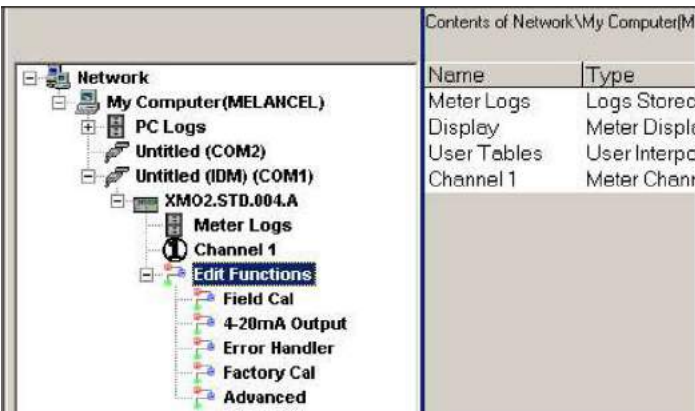 Contents of Network\My Computer(M
Network
My Computer(MELANCEL)
PC Logs
Untitled (COM2)
Untitled (IDM) (COM1)
XMO2.STD.004.A
Meter Logs
1 Channel 1
Edit Functions
Field Cal
4-20mA Output
Error Handler
Factory Cal
Advanced
Name Type
Meter Logs Logs Stored
Display Meter Displa
User Tables User Interpo
Channel 1 Meter Chann